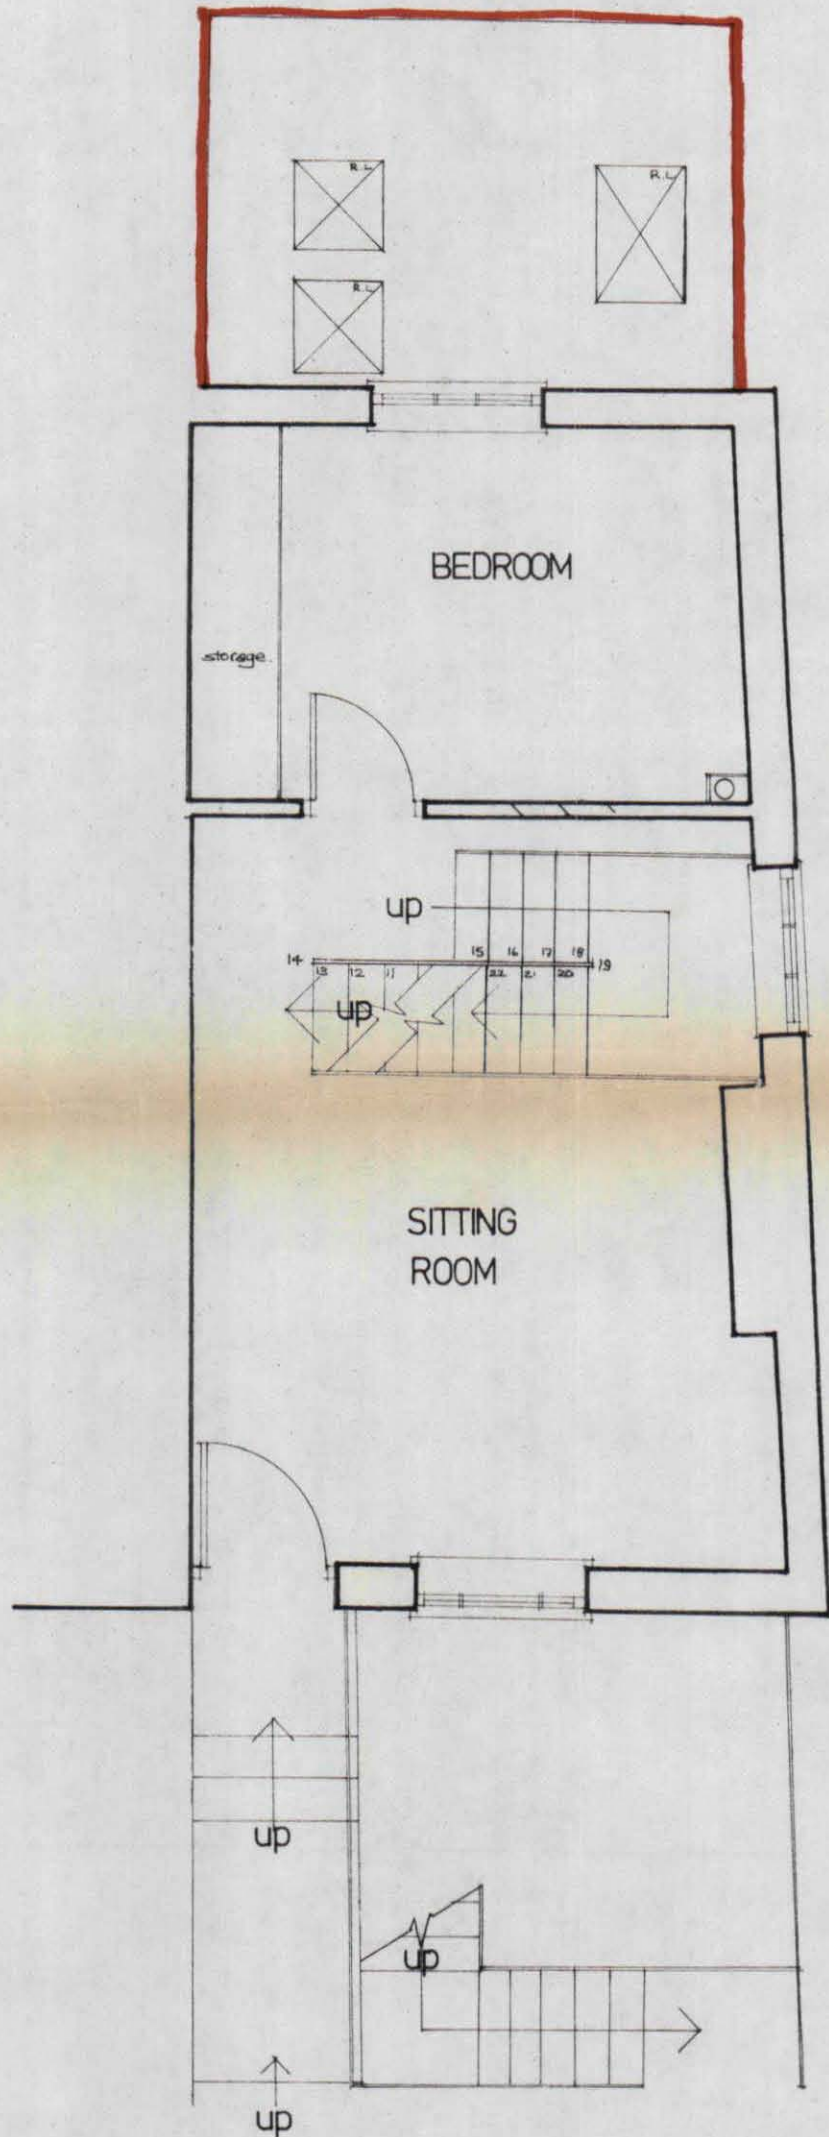 R.L
R.L
R.L
BEDROOM
storage.
up
14 15 16 17 18 19
13 12 11 22 21 20
up
SITTING
ROOM
up
up
up